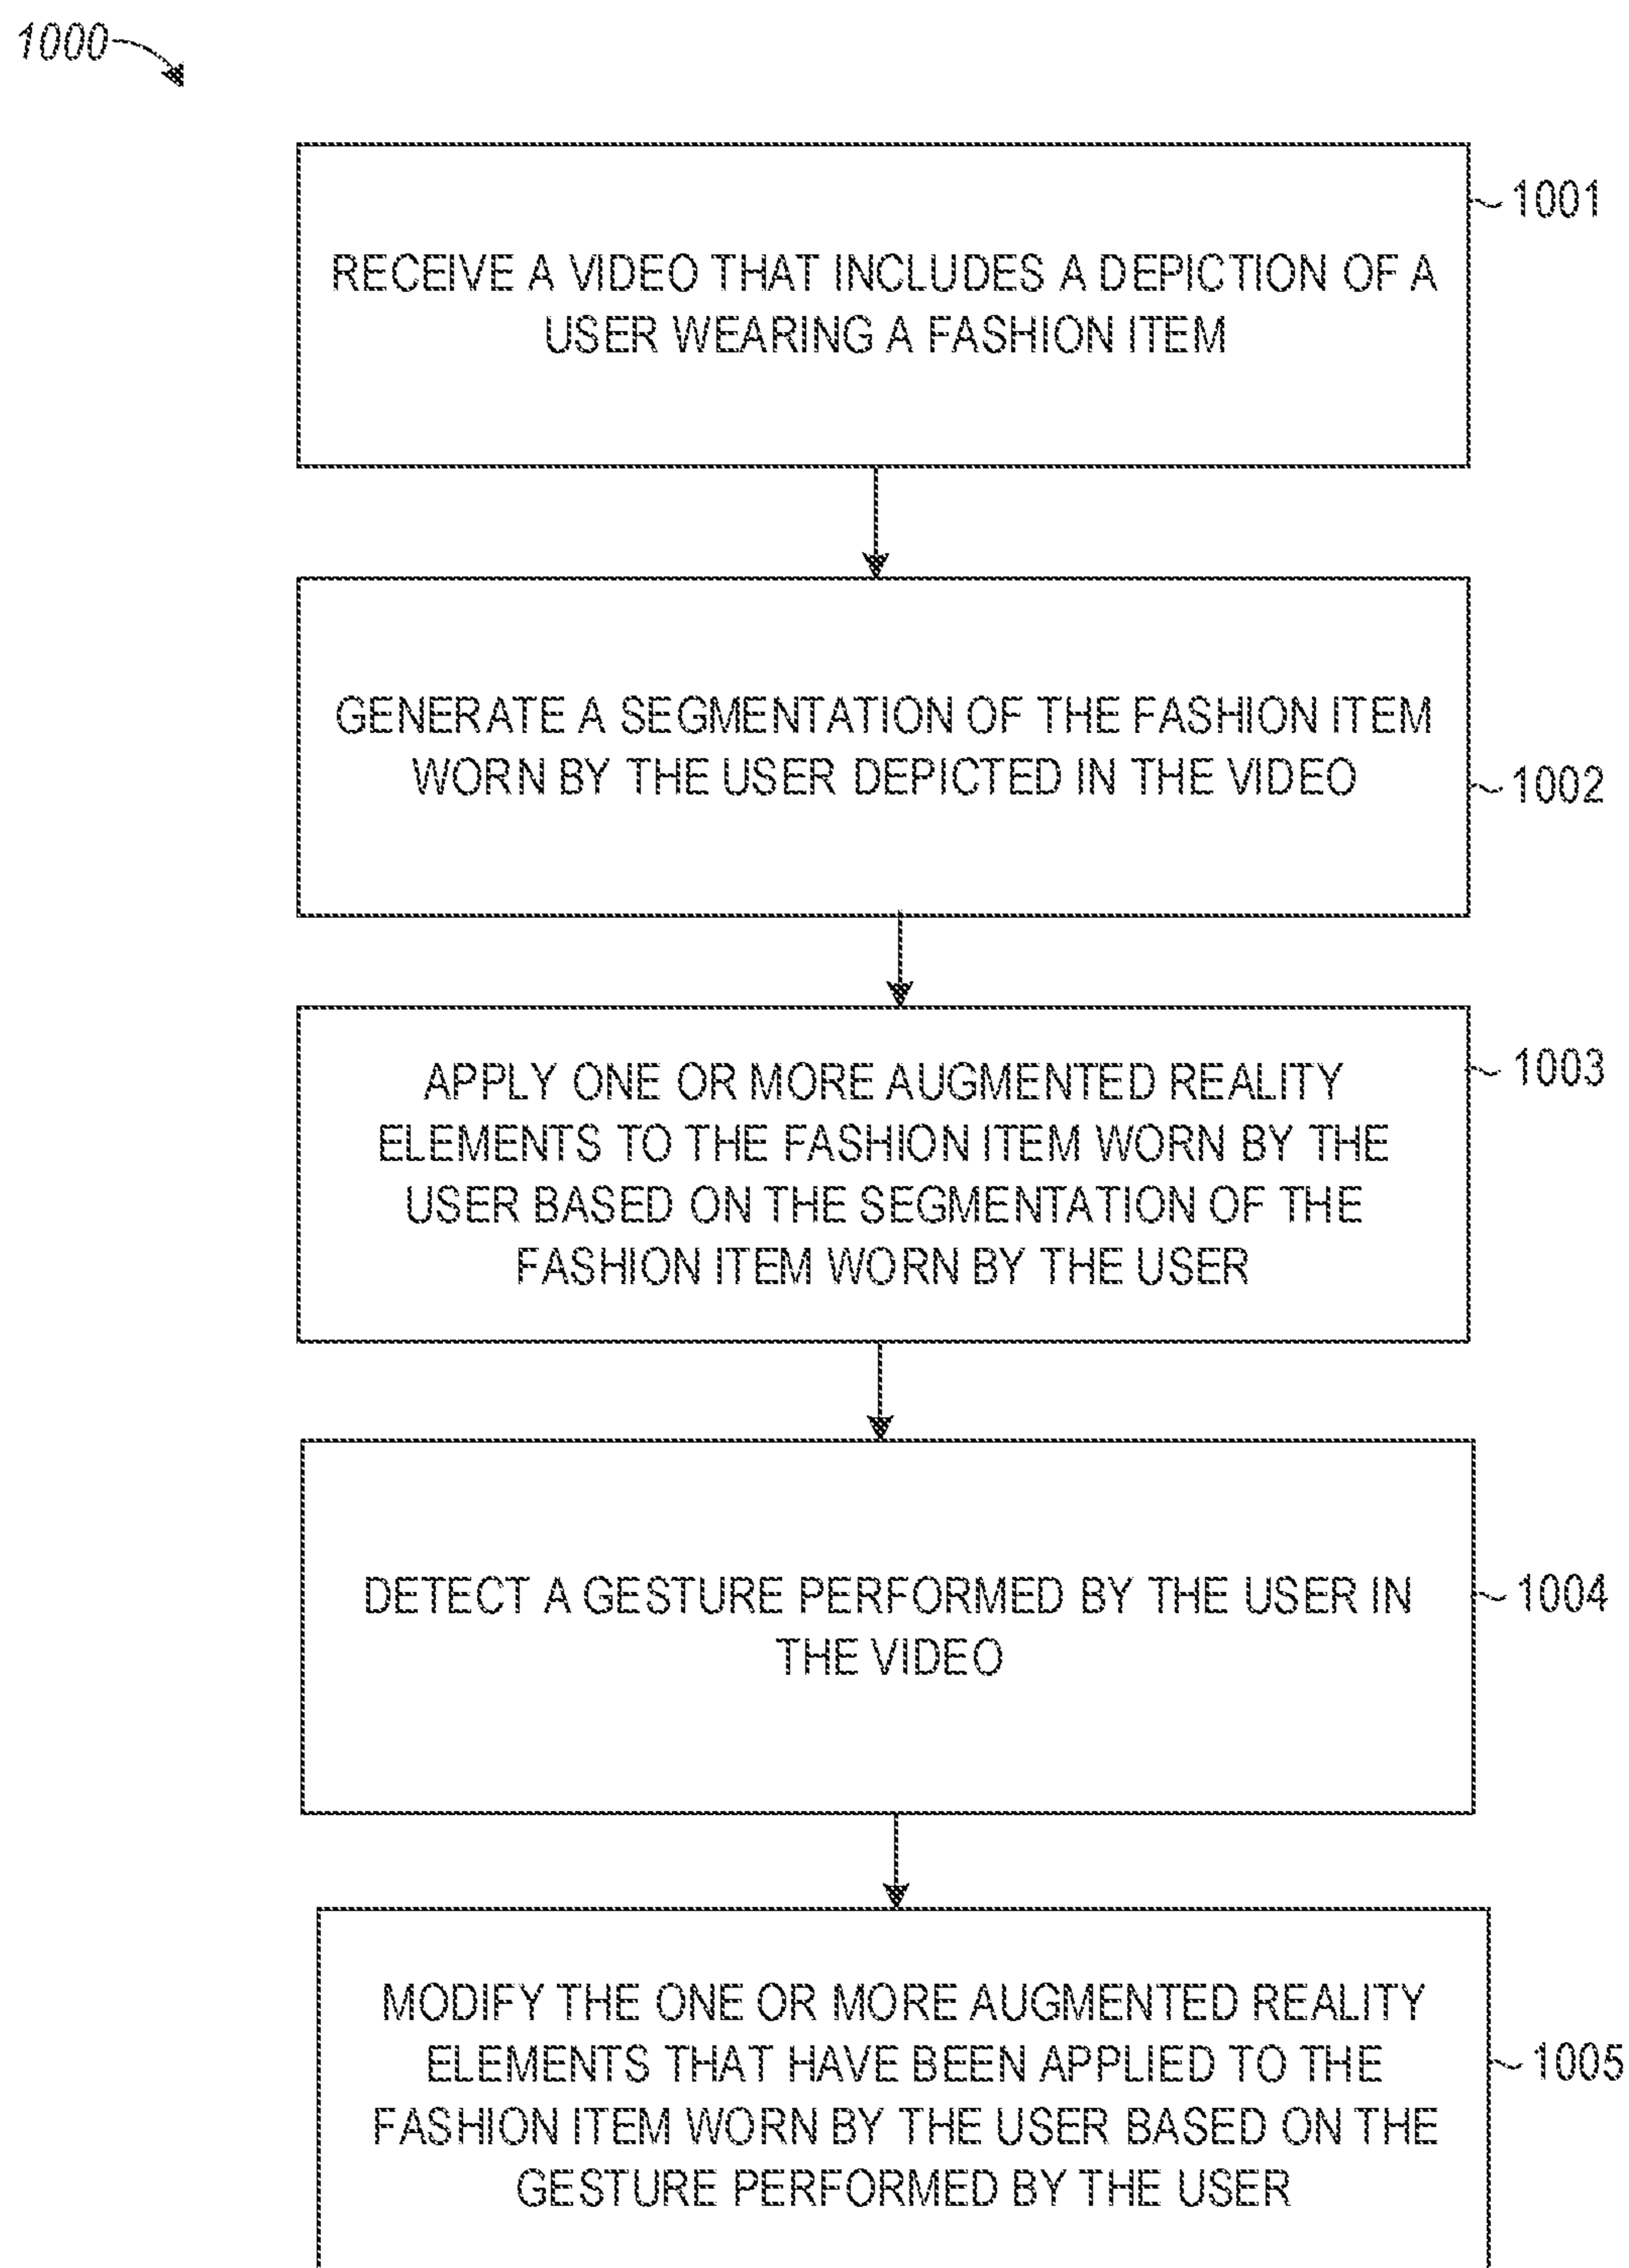 1000
RECEIVE A VIDEO THAT INCLUDES A DEPICTION OF A
USER WEARING A FASHION ITEM
1001
GENERATE A SEGMENTATION OF THE FASHION ITEM
WORN BY THE USER DEPICTED IN THE VIDEO
1002
APPLY ONE OR MORE AUGMENTED REALITY
ELEMENTS TO THE FASHION ITEM WORN BY THE
USER BASED ON THE SEGMENTATION OF THE
FASHION ITEM WORN BY THE USER
1003
DETECT A GESTURE PERFORMED BY THE USER IN
THE VIDEO
1004
MODIFY THE ONE OR MORE AUGMENTED REALITY
ELEMENTS THAT HAVE BEEN APPLIED TO THE
FASHION ITEM WORN BY THE USER BASED ON THE
GESTURE PERFORMED BY THE USER
1005